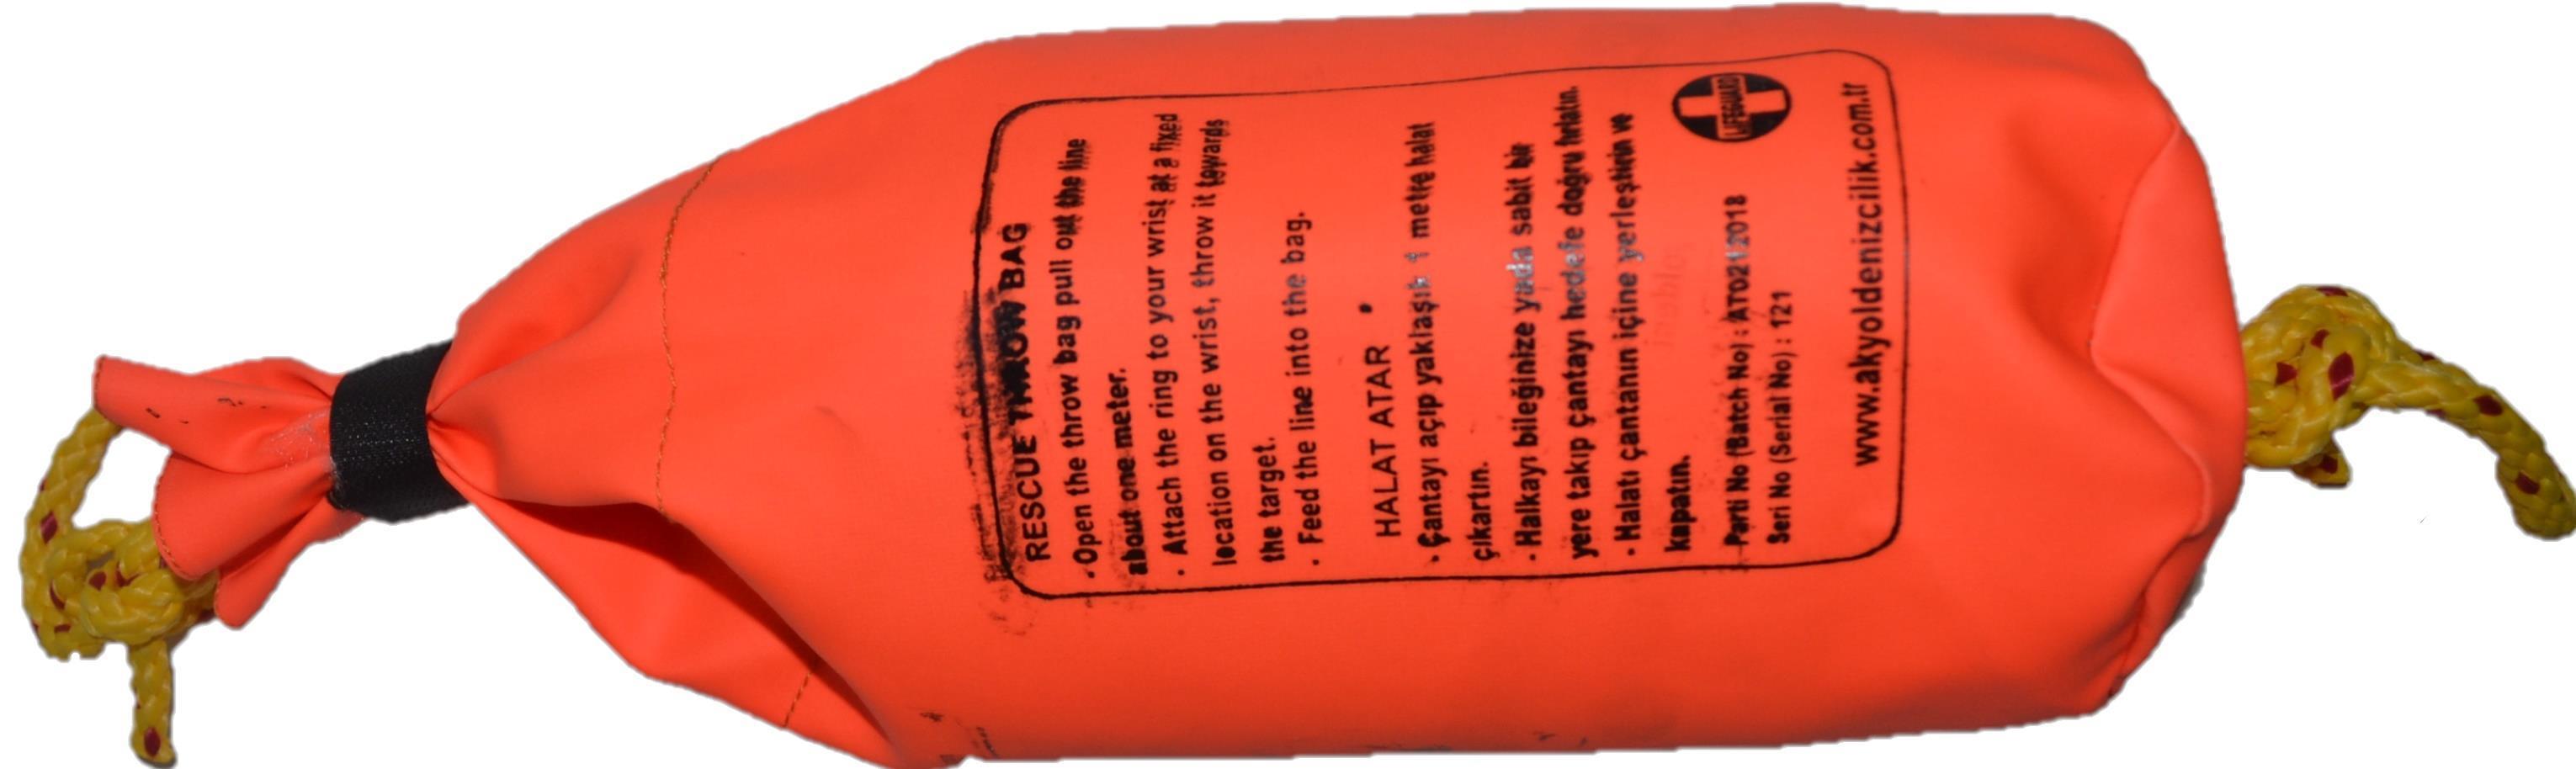 RESCUE THROW BAG
· Open the throw bag pull out the line
about one meter.
· Attach the ring to your wrist at a fixed
location on the wrist, throw it towards
the target.
· Feed the line into the bag.
HALAT ATAR
· Çantayı açıp yaklaşık 1 metre halat
çıkartın.
· Halkayı bileğinize yada sabit bir
yere takıp çantayı hedefe doğru fırlatın.
· Halatı çantanın içine yerleştirin ve
kapatın.
Parti No (Batch No) : AT0212018
Seri No (Serial No) : 121
LIFEGUARD
www.akyoldenizcilik.com.tr